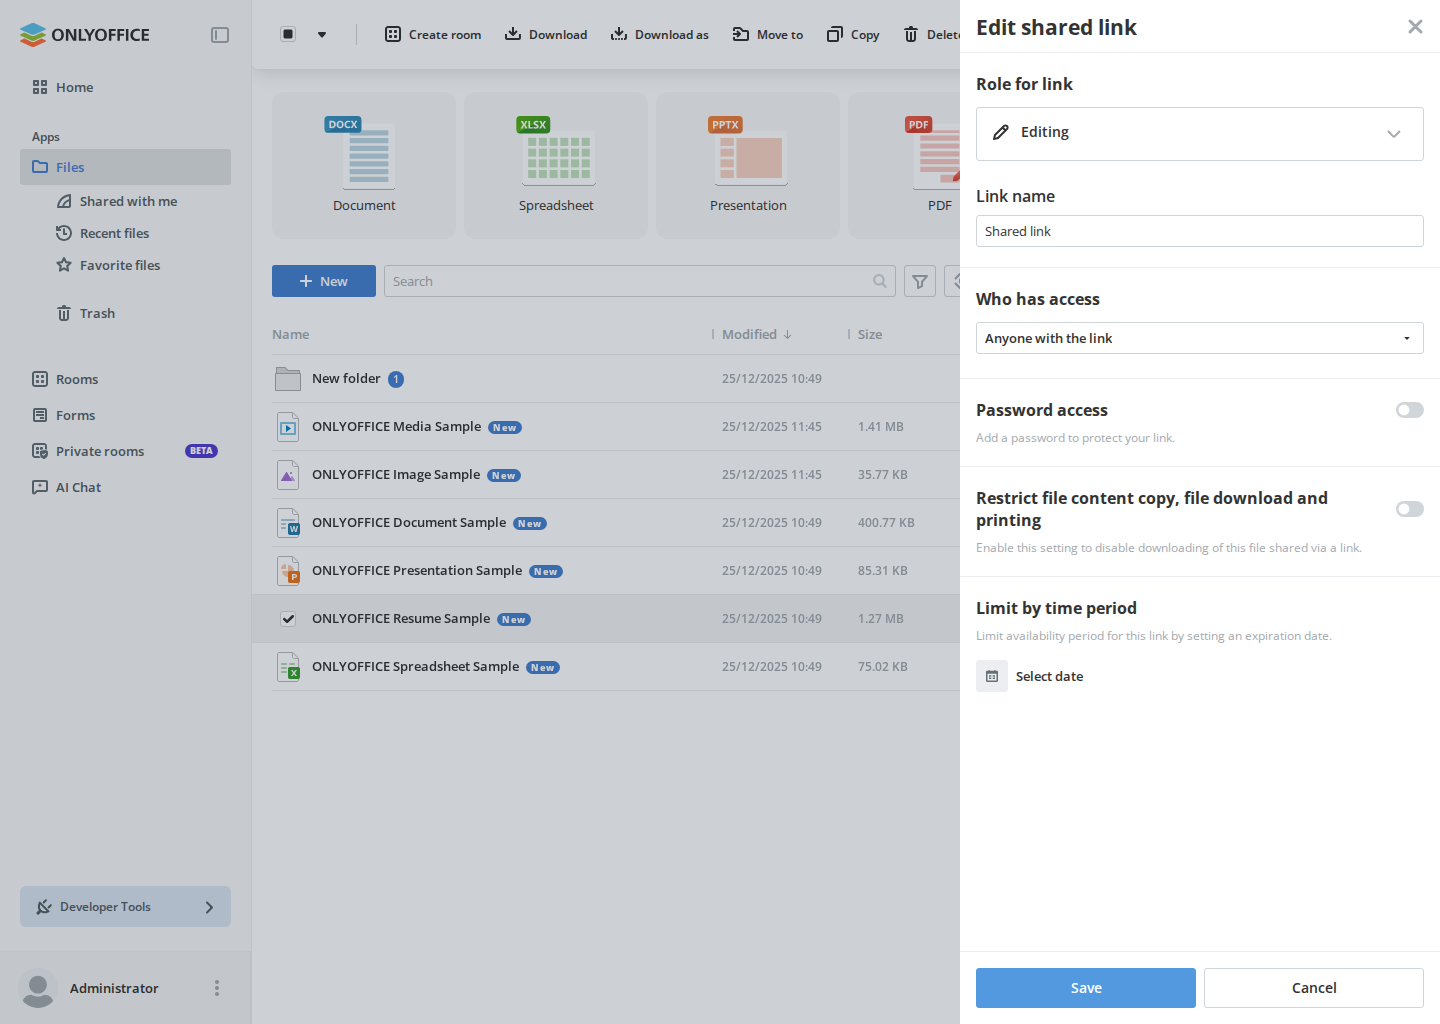 ONLYOFFICE
Home
Apps
Files
Shared with me
Recent files
Favorite files
Trash
Rooms
Forms
Private rooms BETA
AI Chat
Developer Tools
Administrator
Create room Download Download as Move to Copy Delete
DOCX XLSX PPTX PDF
Document Spreadsheet Presentation PDF
New Search
Name Modified Size
New folder 1 25/12/2025 10:49
ONLYOFFICE Media Sample New 25/12/2025 11:45 1.41 MB
ONLYOFFICE Image Sample New 25/12/2025 11:45 35.77 KB
ONLYOFFICE Document Sample New 25/12/2025 10:49 400.77 KB
ONLYOFFICE Presentation Sample New 25/12/2025 10:49 85.31 KB
ONLYOFFICE Resume Sample New 25/12/2025 10:49 1.27 MB
ONLYOFFICE Spreadsheet Sample New 25/12/2025 10:49 75.02 KB
Edit shared link
Role for link
Editing
Link name
Shared link
Who has access
Anyone with the link
Password access
Add a password to protect your link.
Restrict file content copy, file download and
printing
Enable this setting to disable downloading of this file shared via a link.
Limit by time period
Limit availability period for this link by setting an expiration date.
Select date
Save Cancel